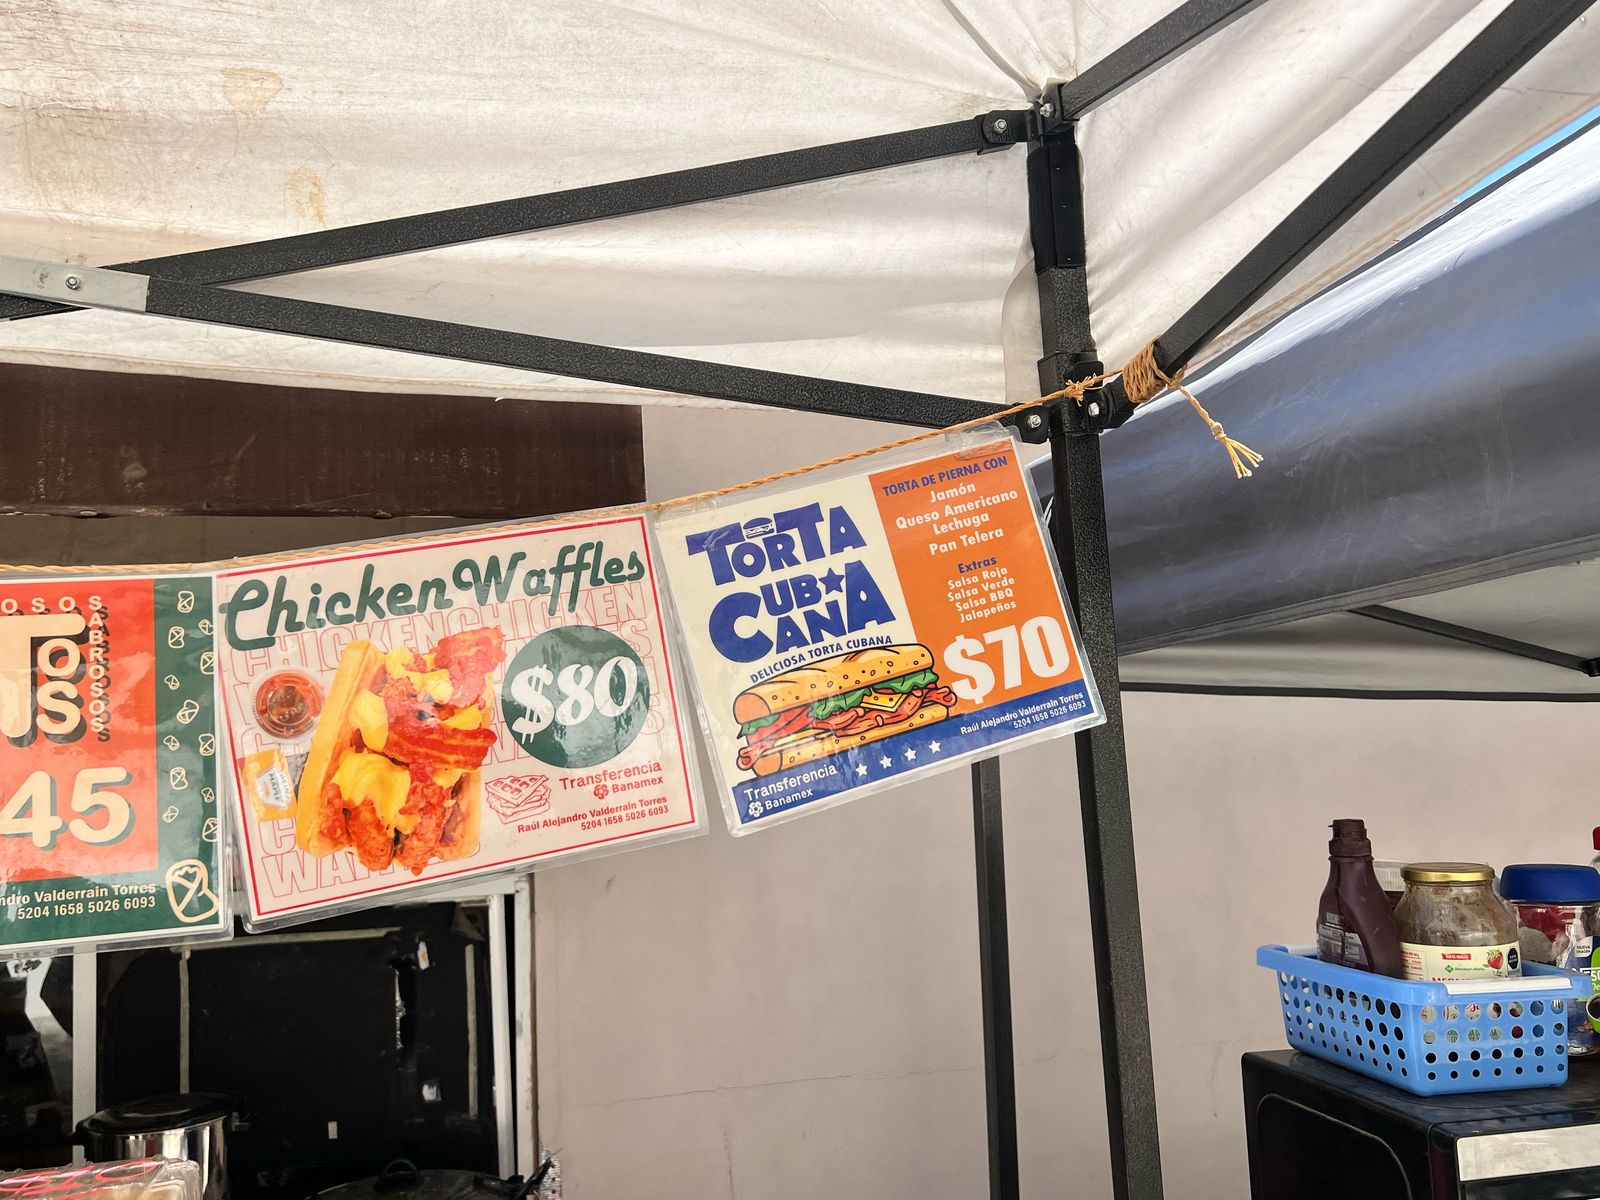 OSOS
SABROSOS
45
ndro Valderrain Torres
5204 1658 5026 6093
Chicken Waffles
CHICKEN CHICKEN
$80
Transferencia
Banamex
Raúl Alejandro Valderrain Torres
5204 1658 5026 6093
TORTA
CUBANA
DELICIOSA TORTA CUBANA
TORTA DE PIERNA CON
Jamón
Queso Americano
Lechuga
Pan Telera
Extras
Salsa Roja
Salsa Verde
Salsa BBQ
Jalapeños
$70
Raúl Alejandro Valderrain Torres
5204 1658 5026 6093
Transferencia
Banamex